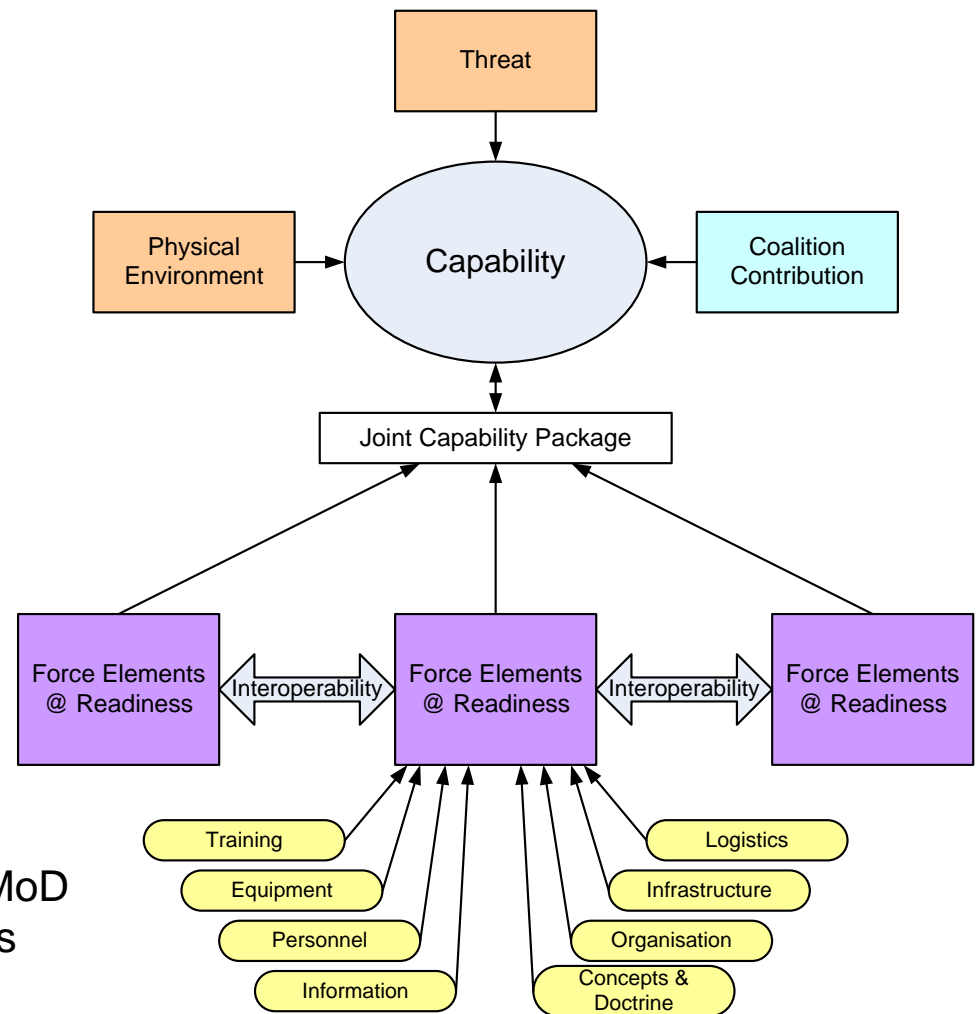 Threat
Physical
Environment
Capability
Coalition
Contribution
Joint Capability Package
Force Elements
@ Readiness
Interoperability
Force Elements
@ Readiness
Interoperability
Force Elements
@ Readiness
Training
Logistics
Equipment
Infrastructure
MoD
s
Personnel
Organisation
Information
Concepts &
Doctrine